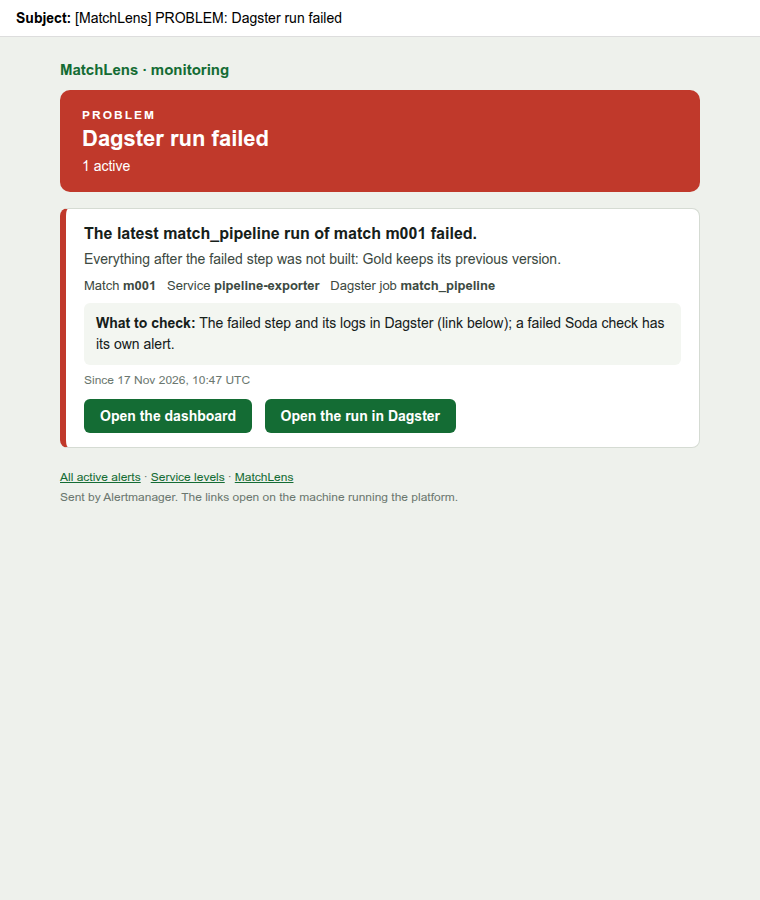 Subject: [MatchLens] PROBLEM: Dagster run failed
MatchLens · monitoring
PROBLEM
Dagster run failed
1 active
The latest match_pipeline run of match m001 failed.
Everything after the failed step was not built: Gold keeps its previous version.
Match m001 Service pipeline-exporter Dagster job match_pipeline
What to check: The failed step and its logs in Dagster (link below); a failed Soda check has
its own alert.
Since 17 Nov 2026, 10:47 UTC
Open the dashboard Open the run in Dagster
All active alerts · Service levels · MatchLens
Sent by Alertmanager. The links open on the machine running the platform.